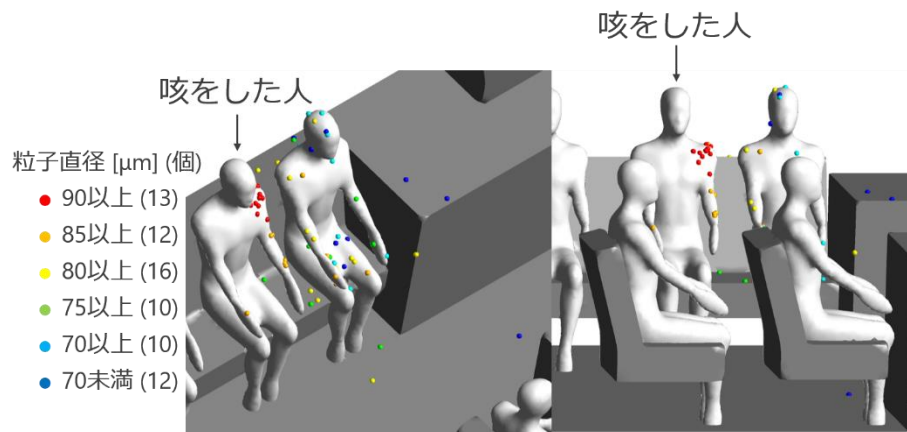 咳をした人
咳をした人
粒子直径 [μm] (個)
90以上 (13)
85以上 (12)
80以上 (16)
75以上 (10)
70以上 (10)
70未満 (12)